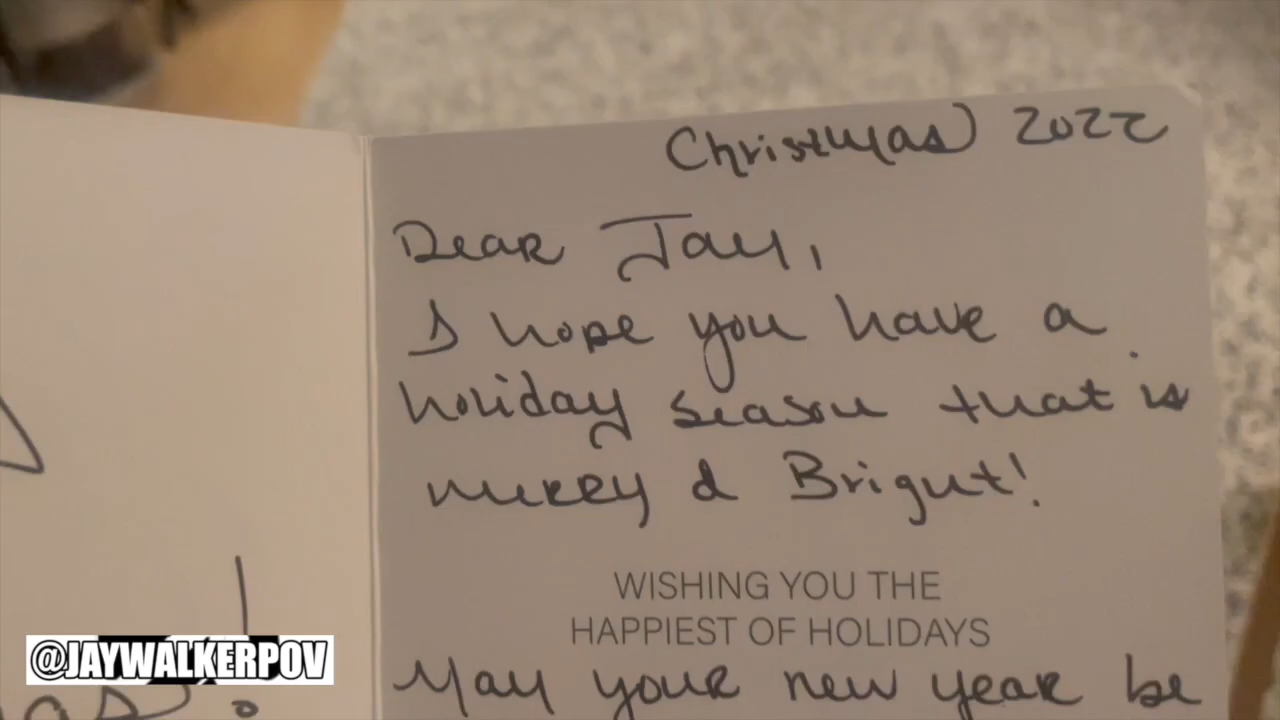 Christmas 2022
Dear Jay,
I hope you have a
holiday season that is
merry & Bright!
WISHING YOU THE
HAPPIEST OF HOLIDAYS
May your new year be
@JAYWALKERPOV